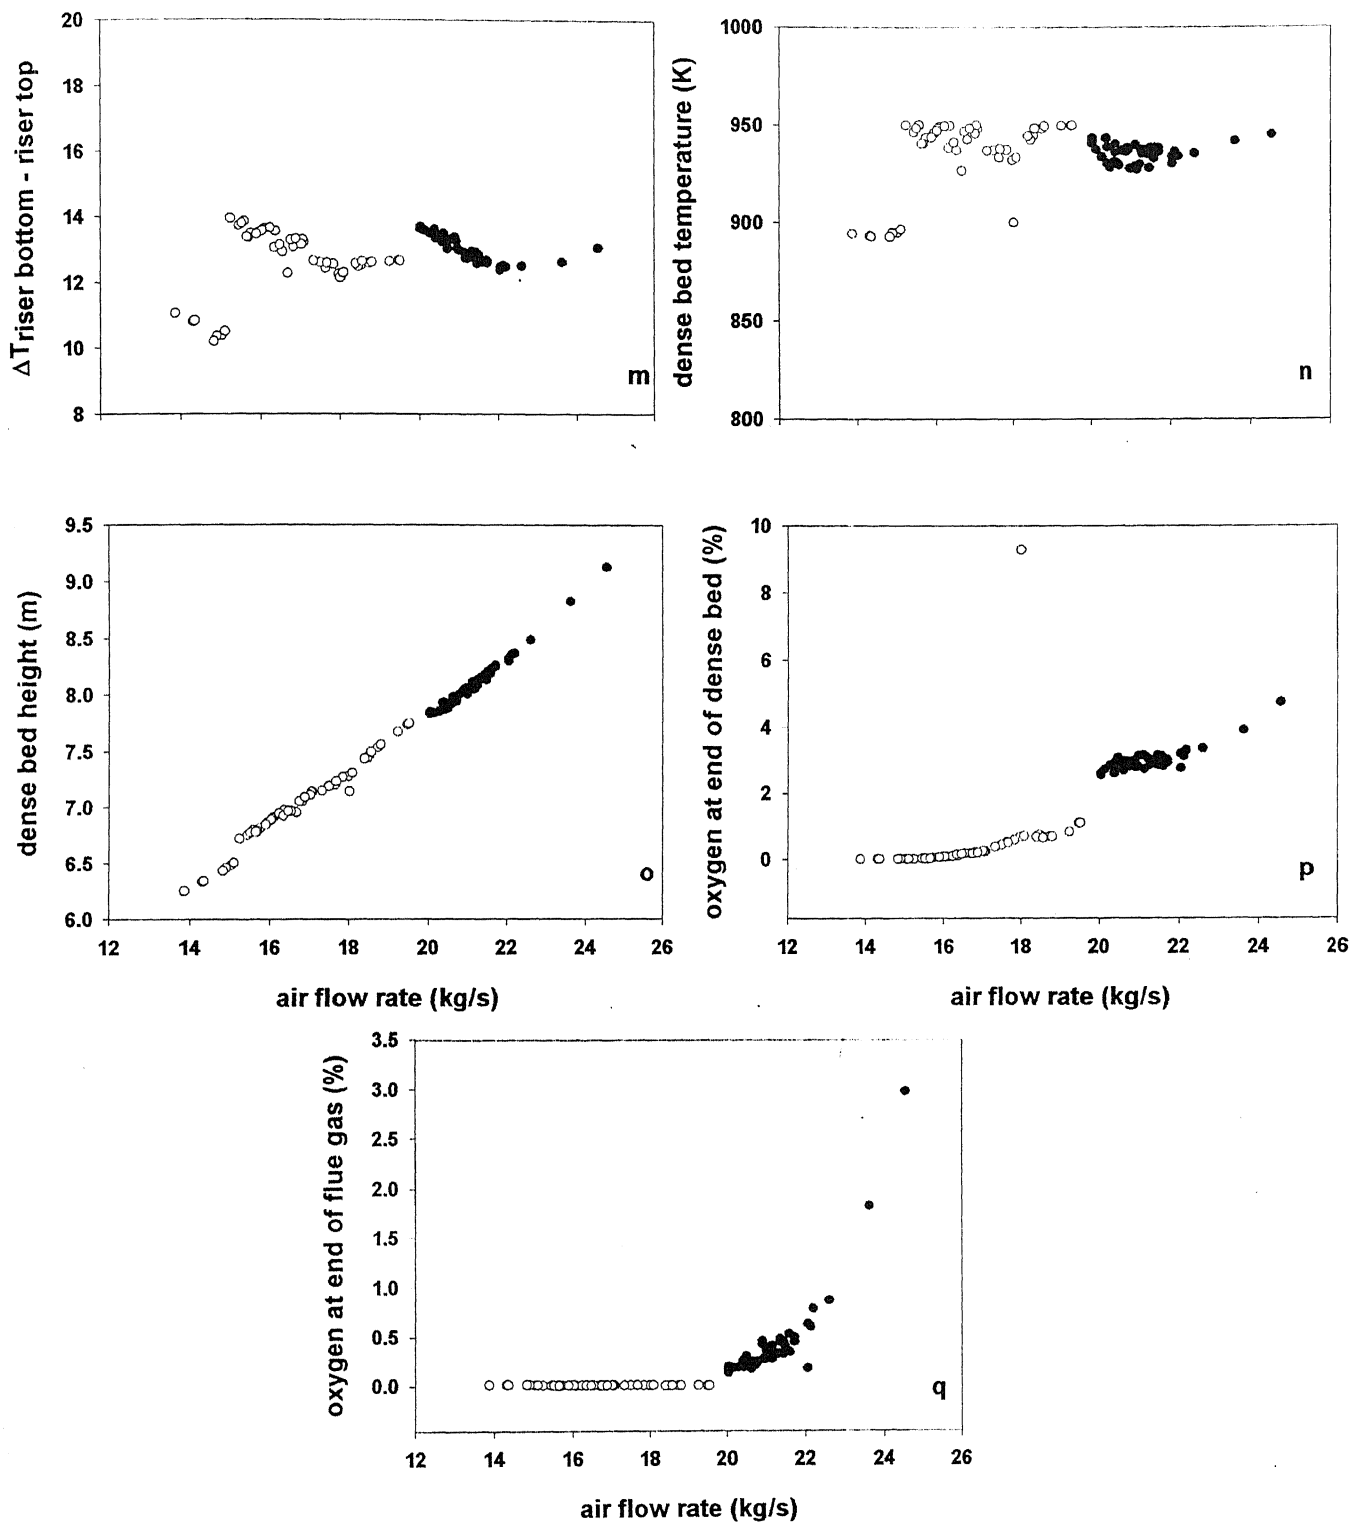 20
18
16
14
12
10
8
ΔTriser bottom - riser top
m
1000
950
900
850
800
dense bed temperature (K)
n
9.5
9.0
8.5
8.0
7.5
7.0
6.5
6.0
dense bed height (m)
o
12 14 16 18 20 22 24 26
air flow rate (kg/s)
10
8
6
4
2
0
oxygen at end of dense bed (%)
p
12 14 16 18 20 22 24 26
air flow rate (kg/s)
3.5
3.0
2.5
2.0
1.5
1.0
0.5
0.0
oxygen at end of flue gas (%)
q
12 14 16 18 20 22 24 26
air flow rate (kg/s)